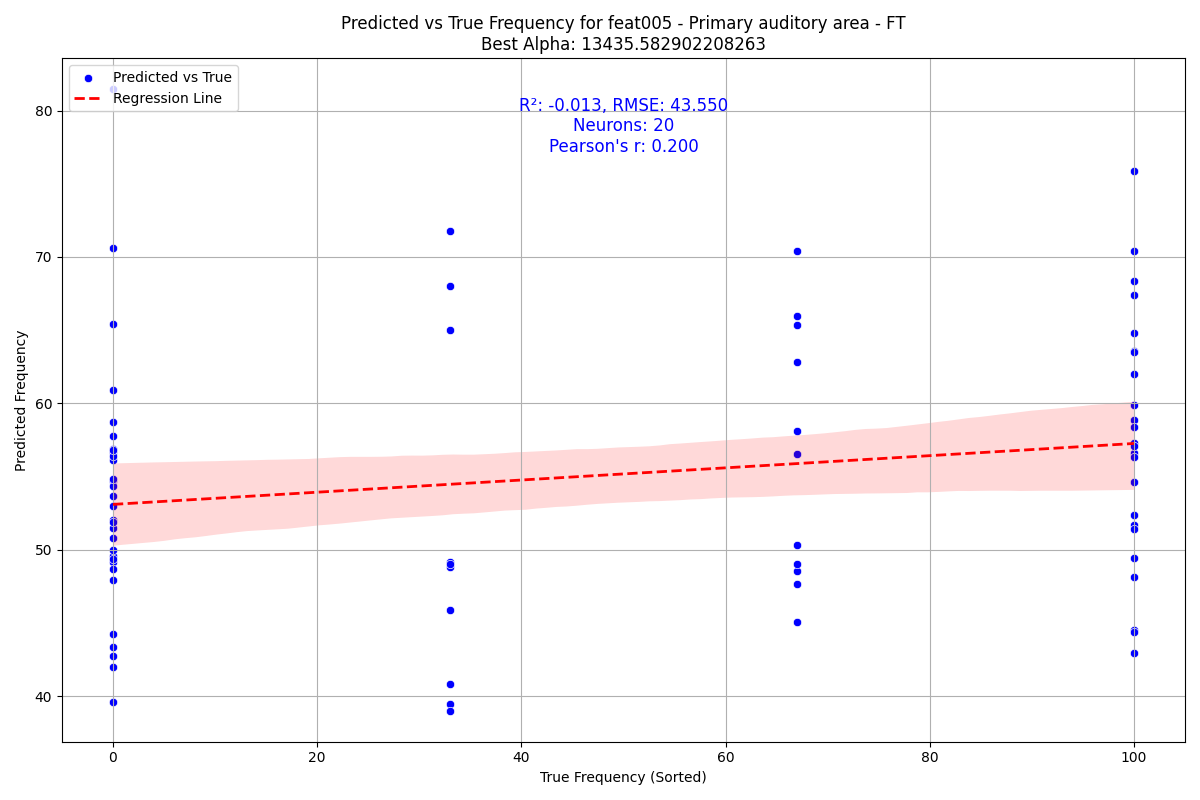 Predicted vs True Frequency for feat005 - Primary auditory area - FT
Best Alpha: 13435.582902208263
Predicted vs True
Regression Line
R²: -0.013, RMSE: 43.550
Neurons: 20
Pearson's r: 0.200
Predicted Frequency
80
70
60
50
40
0 20 40 60 80 100
True Frequency (Sorted)